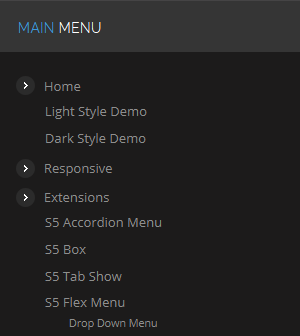 MAIN MENU
Home
Light Style Demo
Dark Style Demo
Responsive
Extensions
S5 Accordion Menu
S5 Box
S5 Tab Show
S5 Flex Menu
Drop Down Menu